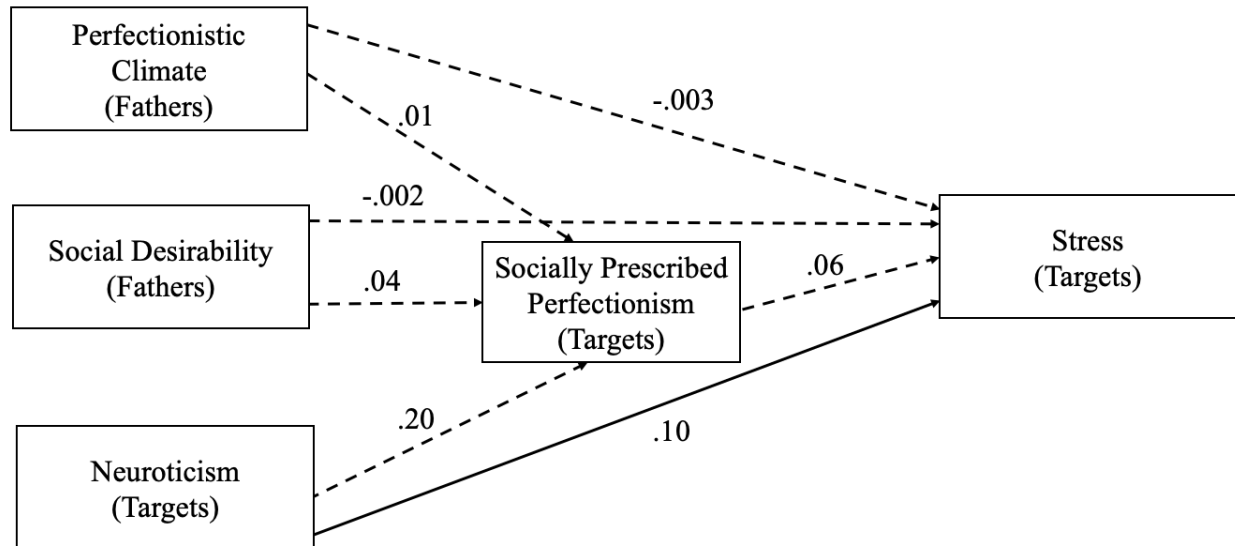 Perfectionistic
Climate
(Fathers)
-.003
.01
-.002
Social Desirability
(Fathers)
.04
Socially Prescribed
Perfectionism
(Targets)
.06
Stress
(Targets)
.20
.10
Neuroticism
(Targets)